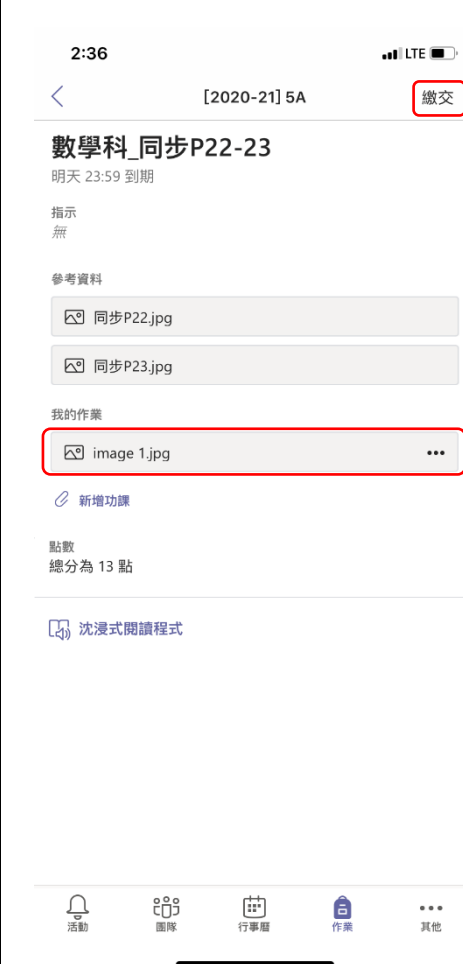 2:36
LTE
[2020-21] 5A
繳交
數學科_同步P22-23
明天 23:59 到期
指示
無
參考資料
同步P22.jpg
同步P23.jpg
我的作業
image 1.jpg
新增功課
點數
總分為 13 點
沈浸式閱讀程式
活動
團隊
行事曆
作業
其他